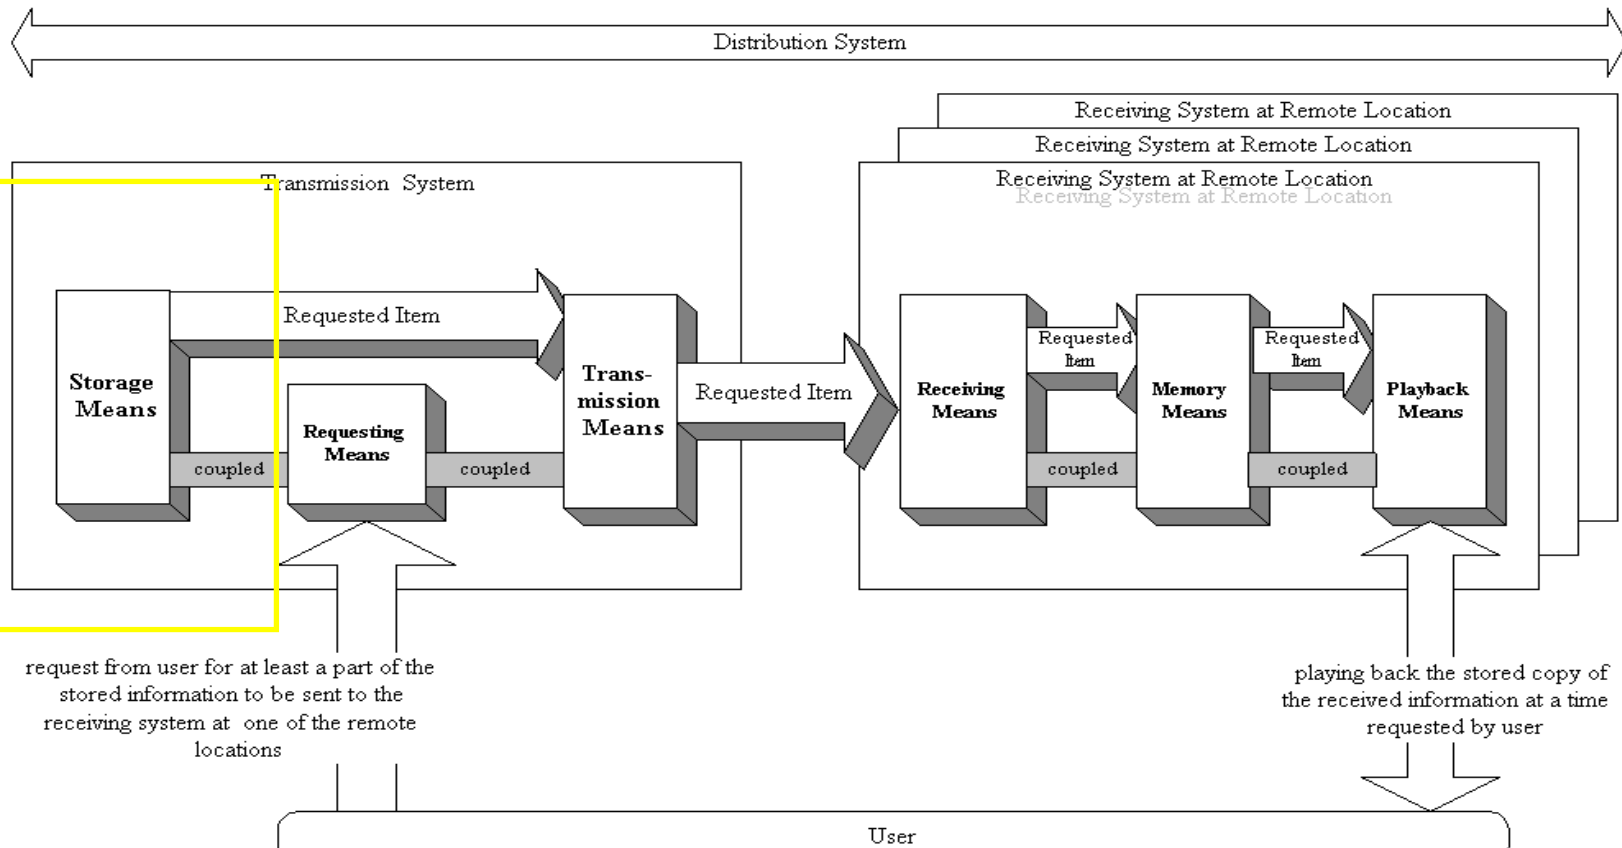 Distribution System
Receiving System at Remote Location
Receiving System at Remote Location
Receiving System at Remote Location
Receiving System at Remote Location
Transmission System
Requested Item
Storage
Means
Requesting
Means
Trans-
mission
Means
coupled
coupled
Requested Item
Receiving
Means
Requested
Item
Memory
Means
Requested
Item
Playback
Means
coupled
coupled
request from user for at least a part of the
stored information to be sent to the
receiving system at one of the remote
locations
playing back the stored copy of
the received information at a time
requested by user
User